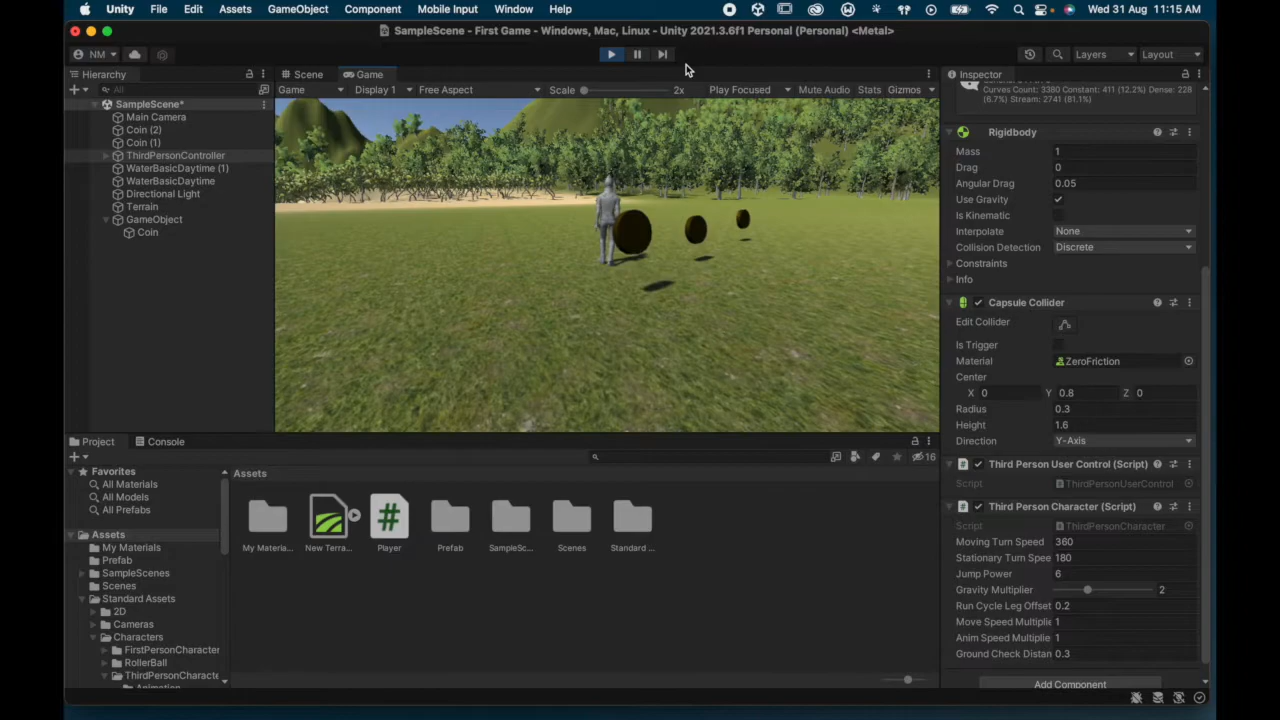 Unity File Edit Assets GameObject Component Mobile Input Window Help Wed 31 Aug 11:15 AM
SampleScene - First Game - Windows, Mac, Linux - Unity 2021.3.6f1 Personal (Personal) <Metal>
NM Layers Layout
Hierarchy
All
SampleScene*
Main Camera
Coin (2)
Coin (1)
ThirdPersonController
WaterBasicDaytime (1)
WaterBasicDaytime
Directional Light
Terrain
GameObject
Coin
Scene Game
Game Display 1 Free Aspect Scale 2x Play Focused Mute Audio Stats Gizmos
Inspector
Curves Count: 3380 Constant: 411 (12.2%) Dense: 228
(6.7%) Stream: 2741 (81.1%)
Rigidbody
Mass 1
Drag 0
Angular Drag 0.05
Use Gravity
Is Kinematic
Interpolate None
Collision Detection Discrete
Constraints
Info
Capsule Collider
Edit Collider
Is Trigger
Material ZeroFriction
Center
X 0 Y 0.8 Z 0
Radius 0.3
Height 1.6
Direction Y-Axis
Third Person User Control (Script)
Script ThirdPersonUserControl
Third Person Character (Script)
Script ThirdPersonCharacter
Moving Turn Speed 360
Stationary Turn Spee 180
Jump Power 6
Gravity Multiplier 2
Run Cycle Leg Offset 0.2
Move Speed Multiplie 1
Anim Speed Multiplie 1
Ground Check Distan 0.3
Add Component
Project Console
16
Favorites
All Materials
All Models
All Prefabs
Assets
My Materials
Prefab
SampleScenes
Scenes
Standard Assets
2D
Cameras
Characters
FirstPersonCharacter
RollerBall
ThirdPersonCharacte
Animation
Assets
My Materia... New Terra... Player Prefab SampleSc... Scenes Standard ...